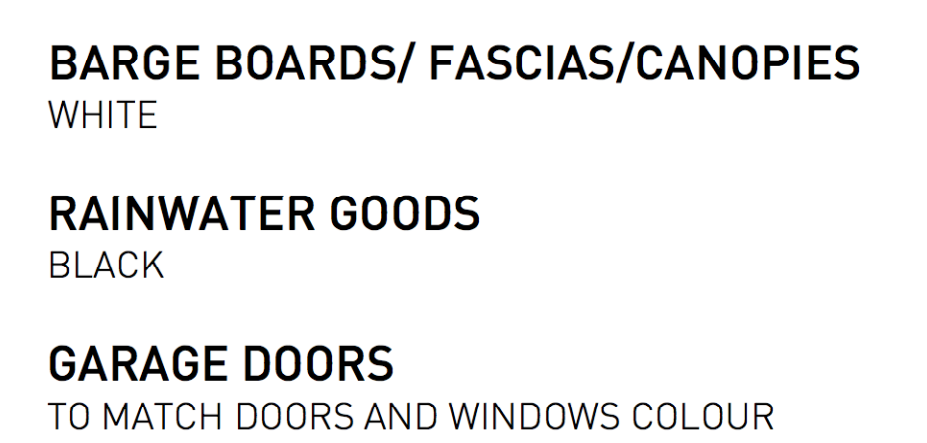 BARGE BOARDS/ FASCIAS/CANOPIES
WHITE
RAINWATER GOODS
BLACK
GARAGE DOORS
TO MATCH DOORS AND WINDOWS COLOUR